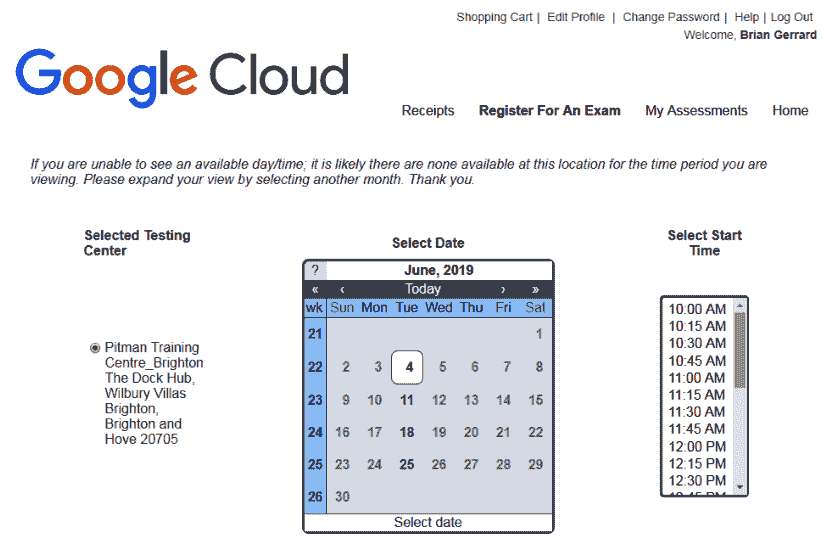 Shopping Cart | Edit Profile | Change Password | Help | Log Out
Welcome, Brian Gerrard
Google Cloud
Receipts Register For An Exam My Assessments Home
If you are unable to see an available day/time; it is likely there are none available at this location for the time period you are
viewing. Please expand your view by selecting another month. Thank you.
Selected Testing
Center
Select Date
Select Start
Time
Pitman Training
Centre_Brighton
The Dock Hub,
Wilbury Villas
Brighton,
Brighton and
Hove 20705
? June, 2019
« ‹ Today › »
wk Sun Mon Tue Wed Thu Fri Sat
21 1
22 2 3 4 5 6 7 8
23 9 10 11 12 13 14 15
24 16 17 18 19 20 21 22
25 23 24 25 26 27 28 29
26 30
Select date
10:00 AM
10:15 AM
10:30 AM
10:45 AM
11:00 AM
11:15 AM
11:30 AM
11:45 AM
12:00 PM
12:15 PM
12:30 PM
12:45 PM